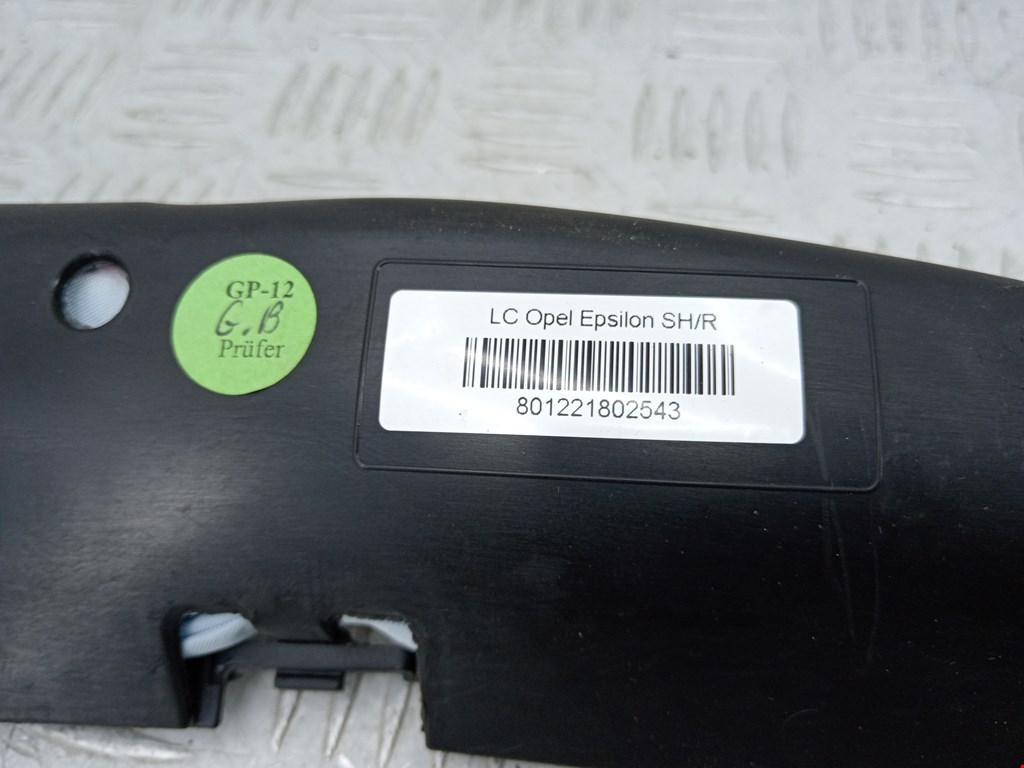 GP-12
G.B
Prüfer
LC Opel Epsilon SH/R
801221802543